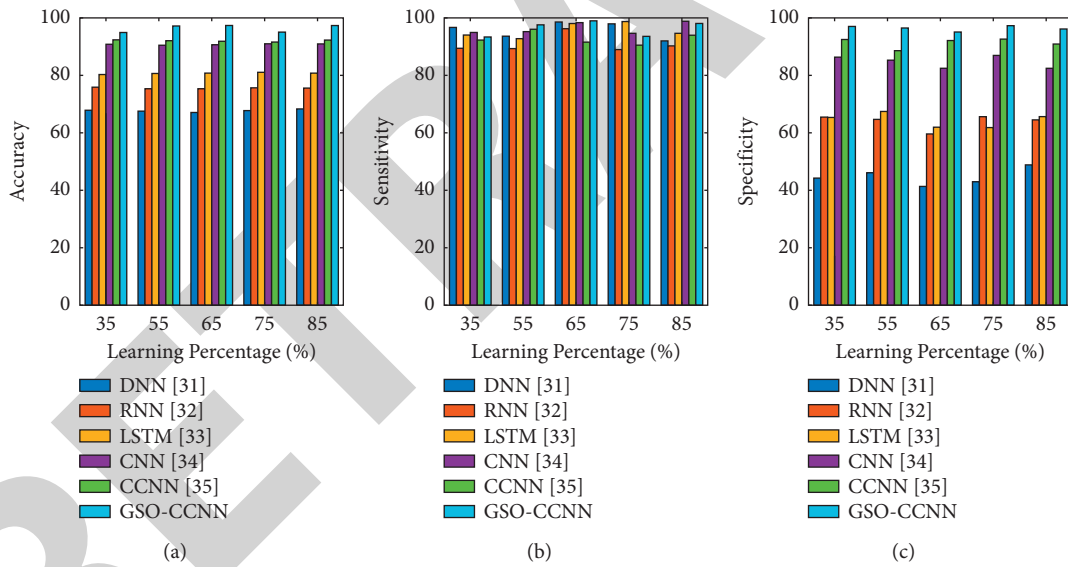 100
80
60
40
20
0
Accuracy
35 55 65 75 85
Learning Percentage (%)
DNN [31]
RNN [32]
LSTM [33]
CNN [34]
CCNN [35]
GSO-CCNN
(a)
100
80
60
40
20
0
Sensitivity
35 55 65 75 85
Learning Percentage (%)
DNN [31]
RNN [32]
LSTM [33]
CNN [34]
CCNN [35]
GSO-CCNN
(b)
100
80
60
40
20
0
Specificity
35 55 65 75 85
Learning Percentage (%)
DNN [31]
RNN [32]
LSTM [33]
CNN [34]
CCNN [35]
GSO-CCNN
(c)